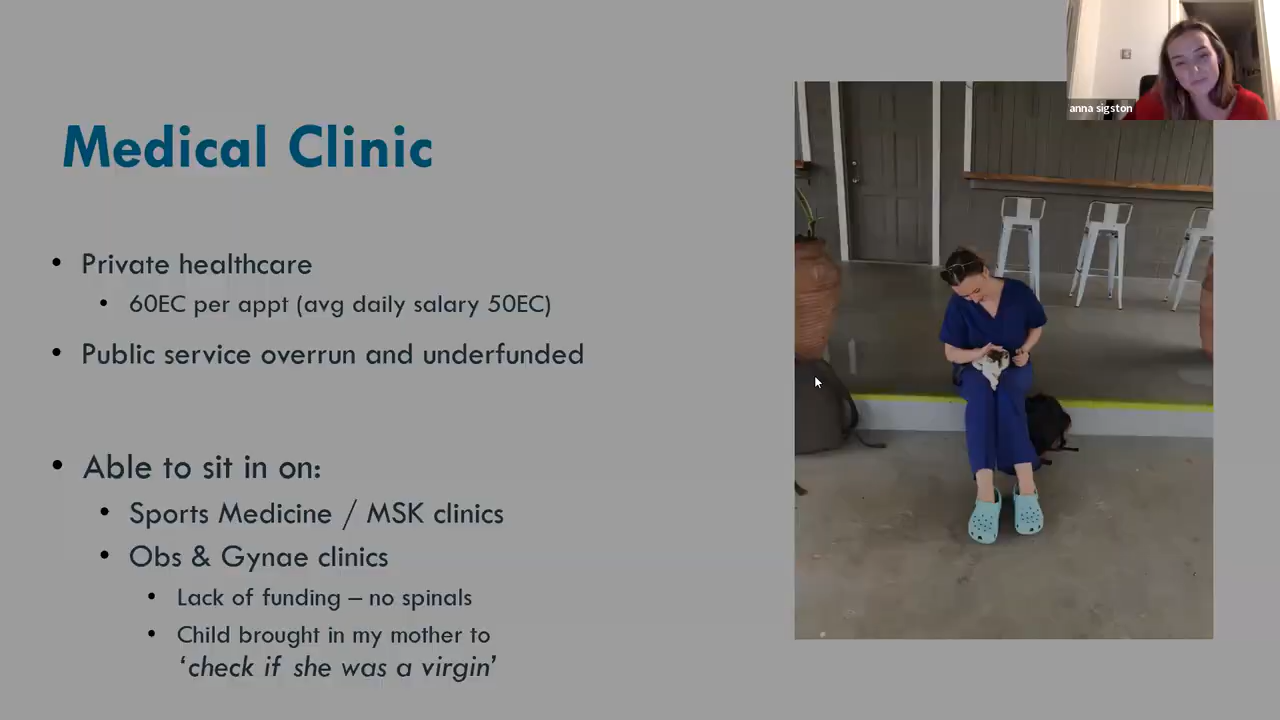 anna sigston
Medical Clinic
• Private healthcare
• 60EC per appt (avg daily salary 50EC)
• Public service overrun and underfunded
• Able to sit in on:
• Sports Medicine / MSK clinics
• Obs & Gynae clinics
• Lack of funding – no spinals
• Child brought in my mother to
‘check if she was a virgin’